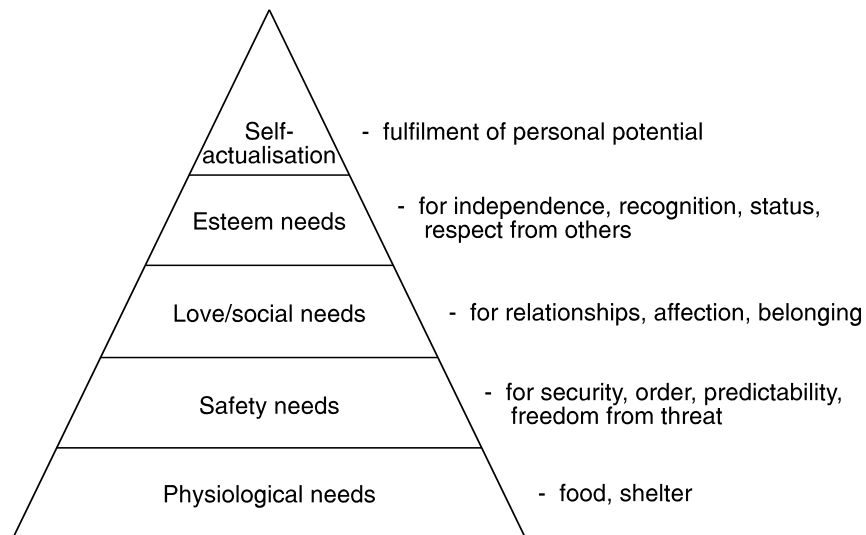 Self-
actualisation
- fulfilment of personal potential
Esteem needs
- for independence, recognition, status,
respect from others
Love/social needs
- for relationships, affection, belonging
Safety needs
- for security, order, predictability,
freedom from threat
Physiological needs
- food, shelter